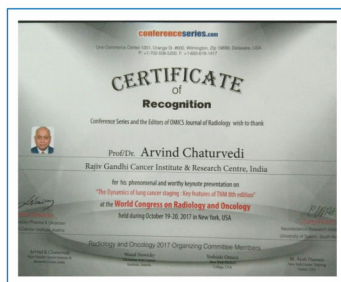 conferenceseries.com
CERTIFICATE
of
Recognition
Conference Series and the Editors of OMICS Journal of Radiology wish to thank
Prof/Dr. Arvind Chaturvedi
Rajiv Gandhi Cancer Institute & Research Centre, India
for his phenomenal and worthy keynote presentation on
"The Dynamics of lung cancer staging : Key features of TNM 8th edition"
at the World Congress on Radiology and Oncology
held during October 19-20, 2017 in New York, USA
Radiology and Oncology 2017 Organizing Committee Members